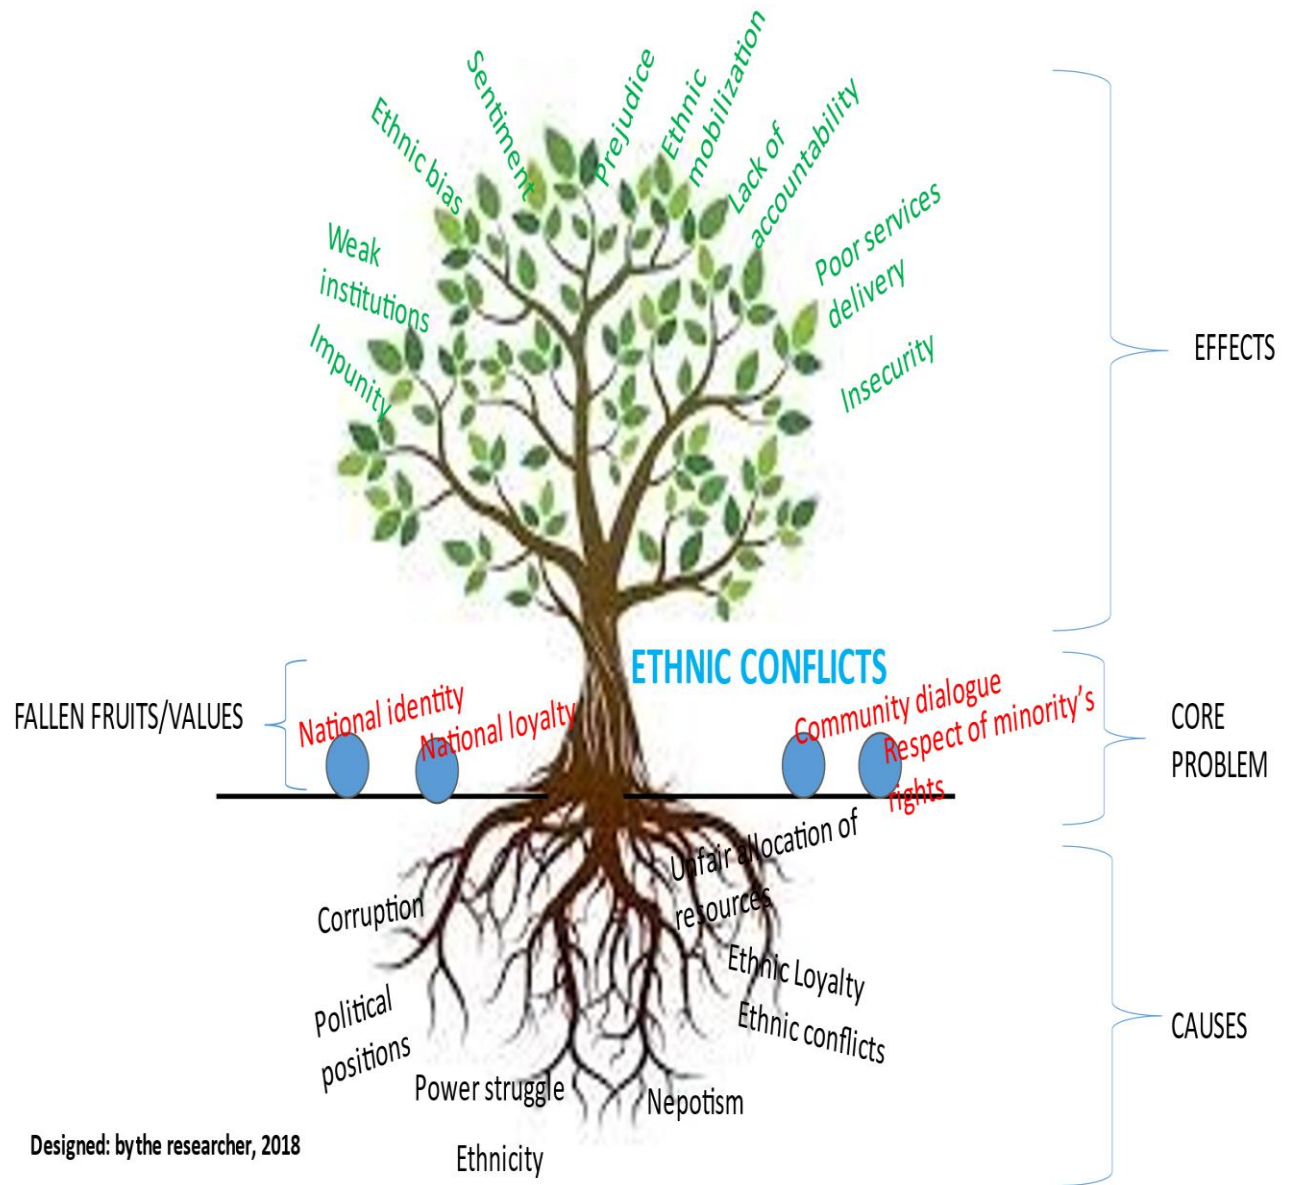 Sentiment
Prejudice
Ethnic
mobilization
Ethnic bias
Lack of
accountability
Weak
institutions
Poor services
delivery
Impunity
Insecurity
EFFECTS
ETHNIC CONFLICTS
FALLEN FRUITS/VALUES
National identity
National loyalty
Community dialogue
Respect of minority's
rights
CORE
PROBLEM
Unfair allocation of
resources
Corruption
Ethnic Loyalty
Political
positions
Ethnic conflicts
CAUSES
Power struggle
Nepotism
Ethnicity
Designed: bythe researcher, 2018